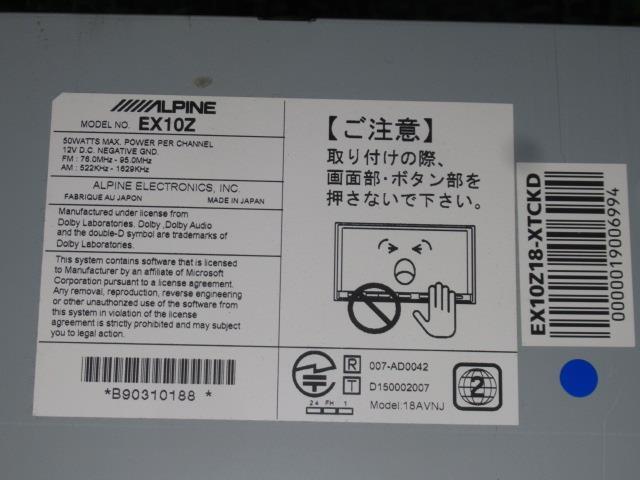 ALPINE
MODEL NO. EX10Z
50WATTS MAX. POWER PER CHANNEL
12V D.C. NEGATIVE GND.
FM : 76.0MHz - 95.0MHz
AM : 522KHz - 1629KHz
ALPINE ELECTRONICS, INC.
FABRIQUE AU JAPON MADE IN JAPAN
Manufactured under license from
Dolby Laboratories. Dolby ,Dolby Audio
and the double-D symbol are trademarks of
Dolby Laboratories.
This system contains software that is licensed
to Manufacturer by an affiliate of Microsoft
Corporation pursuant to a license agreement.
Any removal, reproduction, reverse engineering
or other unauthorized use of the software from
this system in violation of the license
agreement is strictly prohibited and may subject
you to legal action.
*B90310188 *
【ご注意】
取り付けの際、
画面部・ボタン部を
押さないで下さい。
R 007-AD0042
T D150002007
2.4 FH 1
Model:18AVNJ
2
EX10Z18-XTCKD
0000019006994